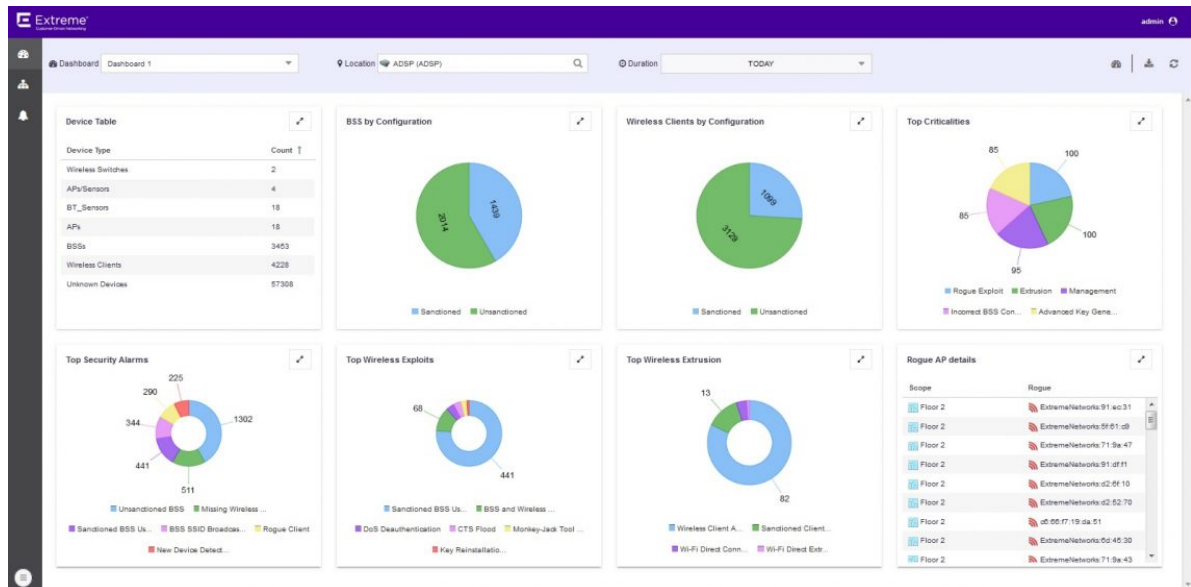 Extreme
Customer-Driven Networking
admin
Dashboard Dashboard 1
Location ADSP (ADSP)
Duration TODAY
Device Table
Device Type Count
Wireless Switches 2
APs/Sensors 4
BT_Sensors 18
APs 18
BSSs 3453
Wireless Clients 4228
Unknown Devices 57308
BSS by Configuration
1439
2014
Sanctioned Unsanctioned
Wireless Clients by Configuration
1099
3129
Sanctioned Unsanctioned
Top Criticalities
85 100
85
100
95
Rogue Exploit Extrusion Management
Incorrect BSS Con... Advanced Key Gene...
Top Security Alarms
225
290
344 1302
441
511
Unsanctioned BSS Missing Wireless ...
Sanctioned BSS Us... BSS SSID Broadcas... Rogue Client
New Device Detect...
Top Wireless Exploits
68
441
Sanctioned BSS Us... BSS and Wireless ...
DoS Deauthentication CTS Flood Monkey-Jack Tool ...
Key Reinstallatio...
Top Wireless Extrusion
13
82
Wireless Client A... Sanctioned Client...
Wi-Fi Direct Conn... Wi-Fi Direct Extr...
Rogue AP details
Scope Rogue
Floor 2 ExtremeNetworks:91:ec:31
Floor 2 ExtremeNetworks:5f:61:c9
Floor 2 ExtremeNetworks:71:9a:47
Floor 2 ExtremeNetworks:91:df:f1
Floor 2 ExtremeNetworks:d2:6f:10
Floor 2 ExtremeNetworks:d2:52:70
Floor 2 c6:66:f7:19:da:51
Floor 2 ExtremeNetworks:6d:45:30
Floor 2 ExtremeNetworks:71:9a:43